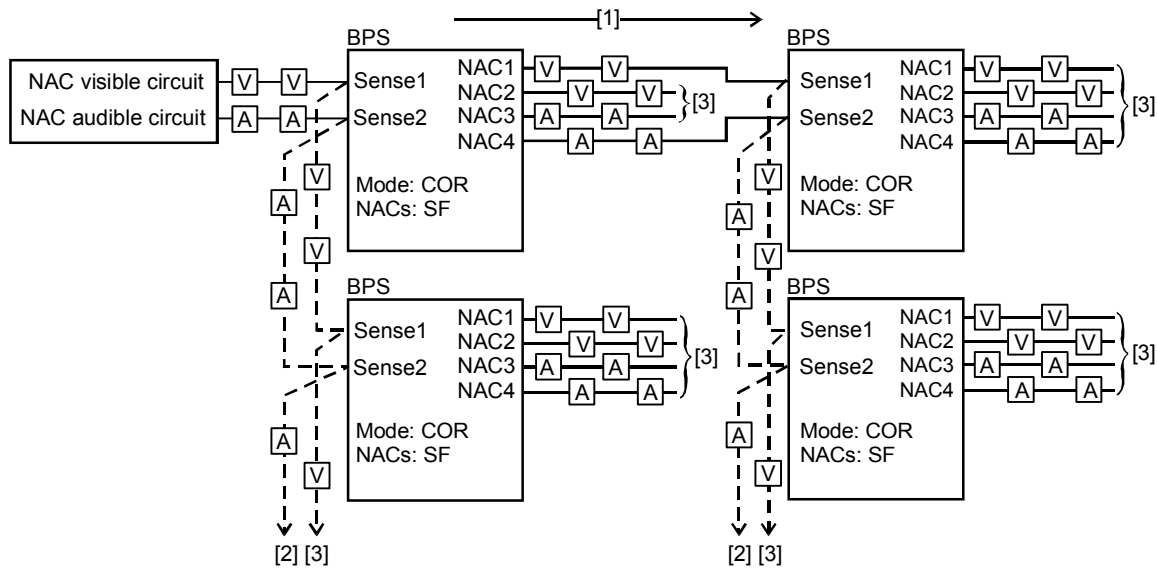 [1]
BPS
BPS
NAC visible circuit V V
NAC audible circuit A A
Sense1
Sense2
NAC1 V V
NAC2 V V
NAC3 A A
NAC4 A A
[3]
Mode: COR
NACs: SF
Sense1
Sense2
NAC1 V V
NAC2 V V
NAC3 A A
NAC4 A A
[3]
Mode: COR
NACs: SF
V
A
V
A
V
A
V
A
BPS
BPS
Sense1
Sense2
NAC1 V V
NAC2 V V
NAC3 A A
NAC4 A A
[3]
Mode: COR
NACs: SF
Sense1
Sense2
NAC1 V V
NAC2 V V
NAC3 A A
NAC4 A A
[3]
Mode: COR
NACs: SF
A
V
A
V
[2] [3]
[2] [3]